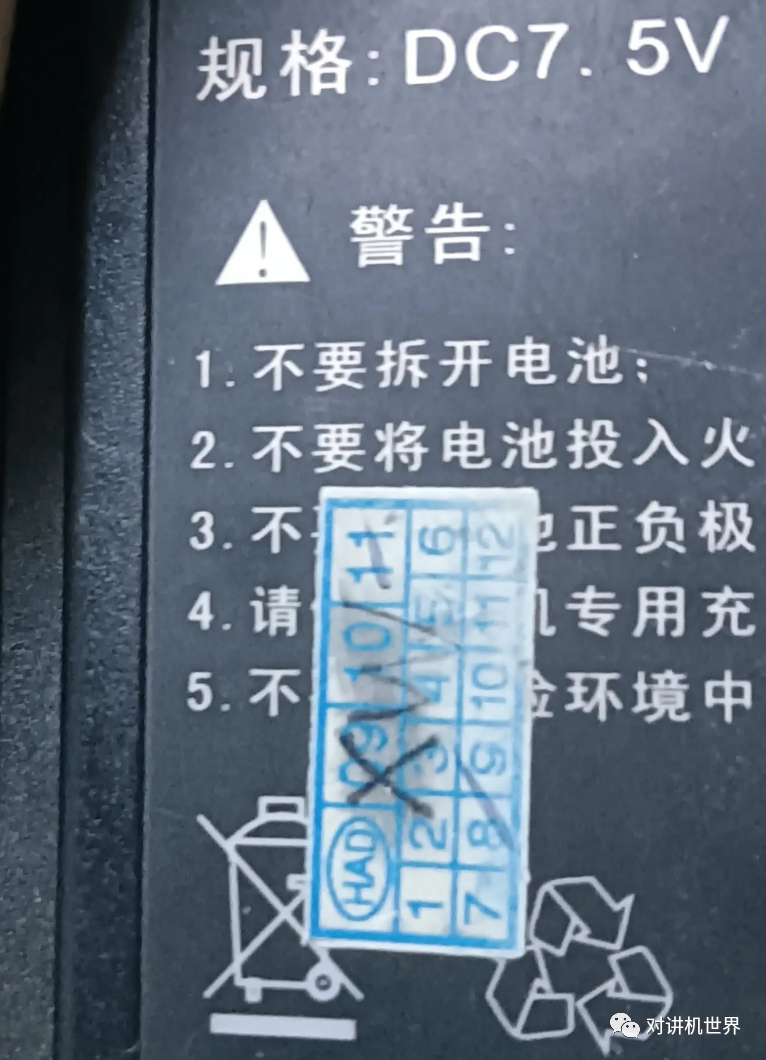 规格:DC7.5V
警告:
1.不要拆开电池;
2.不要将电池投入火
3.不 正负极
4.请 专用充
5.不 环境中
HAD 09 10 11
1 2 3 4 5 6
7 8 9 10 11 12
对讲机世界